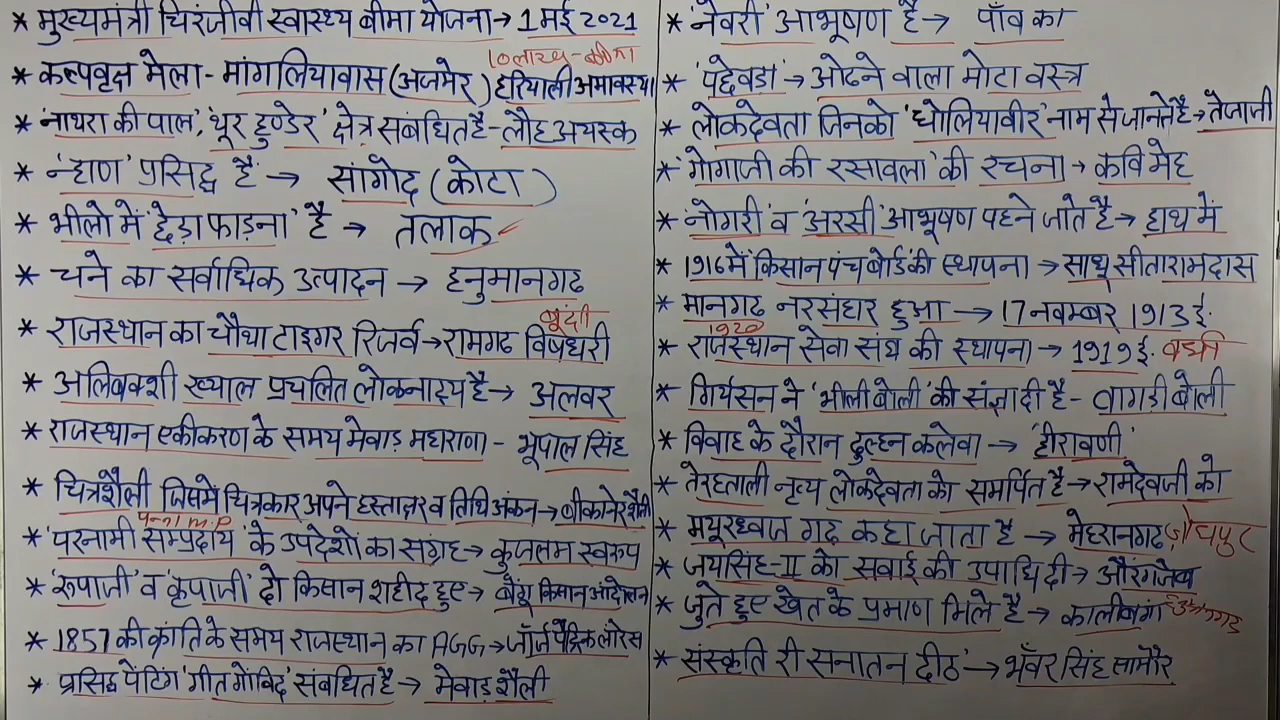 * मुख्यमंत्री चिरंजीवी स्वास्थ्य बीमा योजना → 1 मई 2021
10 लाख - बीमा
* कल्पवृक्ष मेला - मांगलियावास (अजमेर) हरियाली अमावस्या
* 'नाथरा की पाल', 'थूर हुण्डेर' क्षेत्र संबंधित है - लौह अयस्क
* 'न्हाण' प्रसिद्ध है → सांगोद (कोटा)
* भीलो में 'छेड़ा फाड़ना' है → तलाक
* चने का सर्वाधिक उत्पादन → हनुमानगढ
बूंदी
* राजस्थान का चौथा टाइगर रिजर्व → रामगढ विषधरी
* अलिबक्शी ख्याल प्रचलित लोकनाट्य है → अलवर
* राजस्थान एकीकरण के समय मेवाड़ महाराणा - भूपाल सिंह
* चित्रशैली जिसमें चित्रकार अपने हस्ताक्षर व तिथि अंकन → बीकानेर शैली
पन्ना M.P
* 'परनामी सम्प्रदाय' के उपदेशों का संग्रह → कुजलम स्वरूप
* 'रूपाजी' व 'कृपाजी' दो किसान शहीद हुए → बेंगू किसान आंदोलन
* 1857 की क्रांति के समय राजस्थान का AGG → जॉर्ज पैट्रिक लॉरेंस
* प्रसिद्ध पेंटिंग 'गीत गोविंद' संबंधित है → मेवाड़ शैली
* 'नेवरी' आभूषण है → पाँव का
* 'पछेवडा' → ओढने वाला मोटा वस्त्र
* लोकदेवता जिनको 'धोलियावीर' नाम से जानते है → तेजाजी
* 'गोगाजी की रसावला' की रचना → कवि मेह
* 'नोगरी' व 'अरसी' आभूषण पहने जाते है → हाथ में
* 1916 में किसान पंच बोर्ड की स्थापना → साधू सीतारामदास
* मानगढ नरसंहार हुआ → 17 नवम्बर 1913 ई.
1920
* राजस्थान सेवा संघ की स्थापना → 1919 ई. वर्धा
* गिर्यसन ने 'भीली बोली' की संज्ञा दी है - वागड़ी बोली
* विवाह के दौरान दुल्हन कलेवा → 'हीरावणी'
* तेरहताली नृत्य लोकदेवता को समर्पित है → रामदेवजी को
* मयूरध्वज गढ़ कहा जाता है → मेहरानगढ जोधपुर
* जयसिंह-II को सवाई की उपाधि दी → औरंगजेब
* जुते हुए खेत के प्रमाण मिले है → कालीबंगा हनुमानगढ
* संस्कृति री सनातन दीठ → भँवर सिंह सामौर